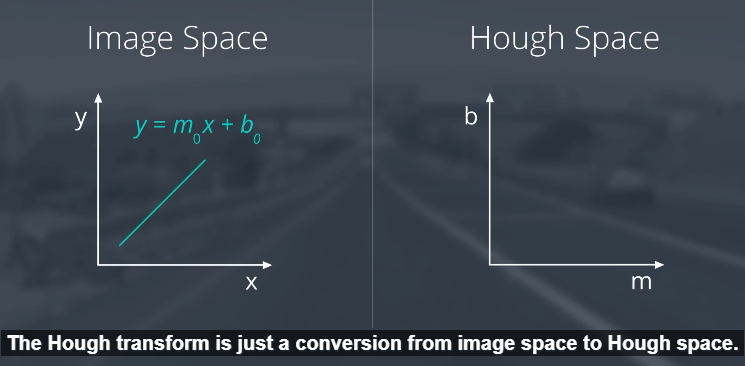 Image Space
Hough Space
y
y = m₀x + b₀
x
b
m
The Hough transform is just a conversion from image space to Hough space.